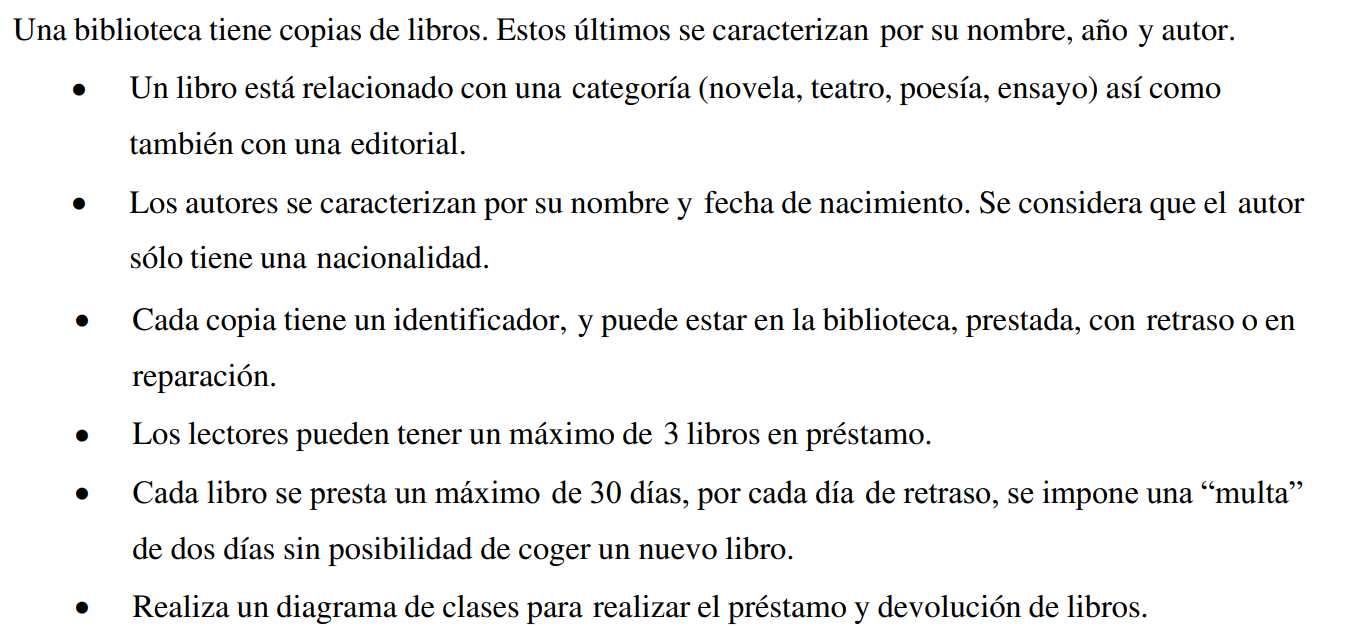 Una biblioteca tiene copias de libros. Estos últimos se caracterizan por su nombre, año y autor.
• Un libro está relacionado con una categoría (novela, teatro, poesía, ensayo) así como
también con una editorial.
• Los autores se caracterizan por su nombre y fecha de nacimiento. Se considera que el autor
sólo tiene una nacionalidad.
• Cada copia tiene un identificador, y puede estar en la biblioteca, prestada, con retraso o en
reparación.
• Los lectores pueden tener un máximo de 3 libros en préstamo.
• Cada libro se presta un máximo de 30 días, por cada día de retraso, se impone una “multa”
de dos días sin posibilidad de coger un nuevo libro.
• Realiza un diagrama de clases para realizar el préstamo y devolución de libros.